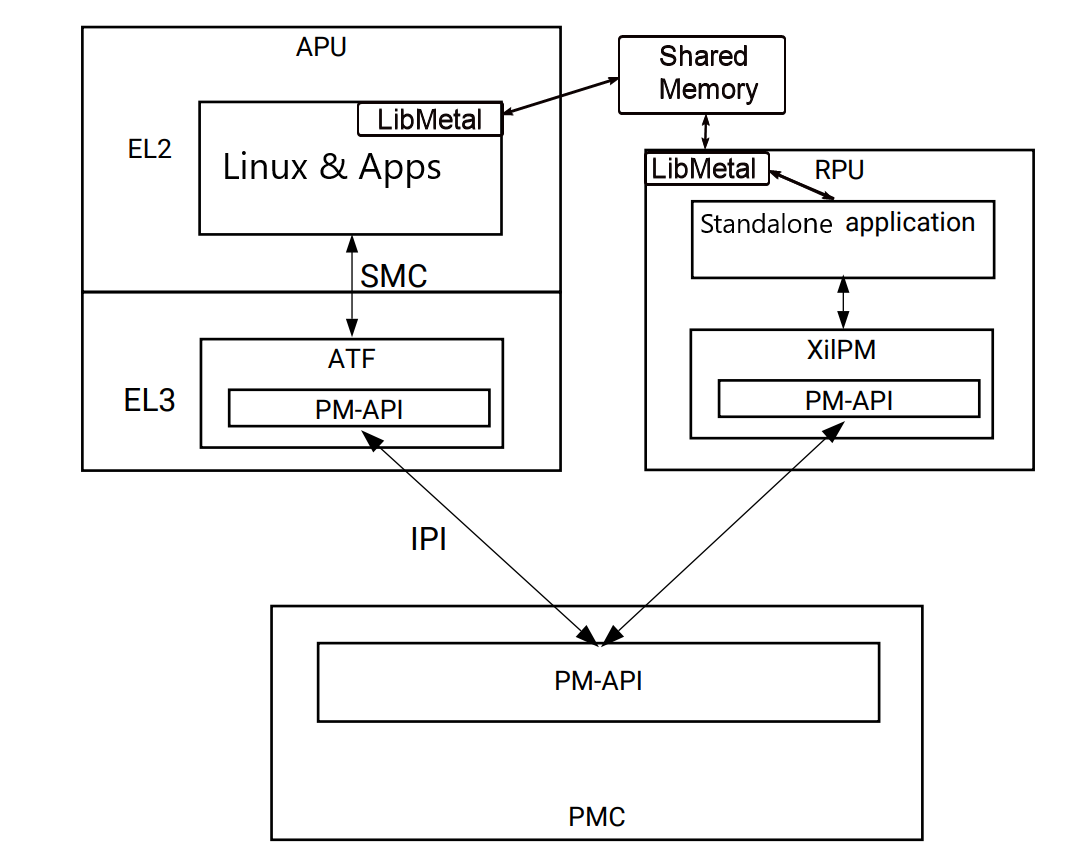 APU
EL2
LibMetal
Linux & Apps
SMC
EL3
ATF
PM-API
Shared
Memory
LibMetal
RPU
Standalone application
XilPM
PM-API
IPI
PM-API
PMC